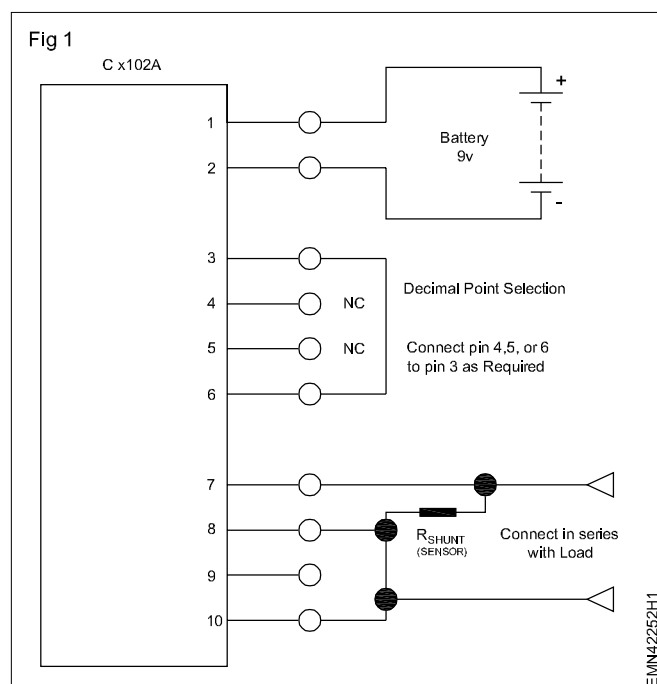 Fig 1
C x102A
1
2
3
4
5
6
7
8
9
10
+
Battery
9v
-
NC
NC
Decimal Point Selection
Connect pin 4,5, or 6
to pin 3 as Required
RSHUNT
(SENSOR)
Connect in series
with Load
EMN42252H1